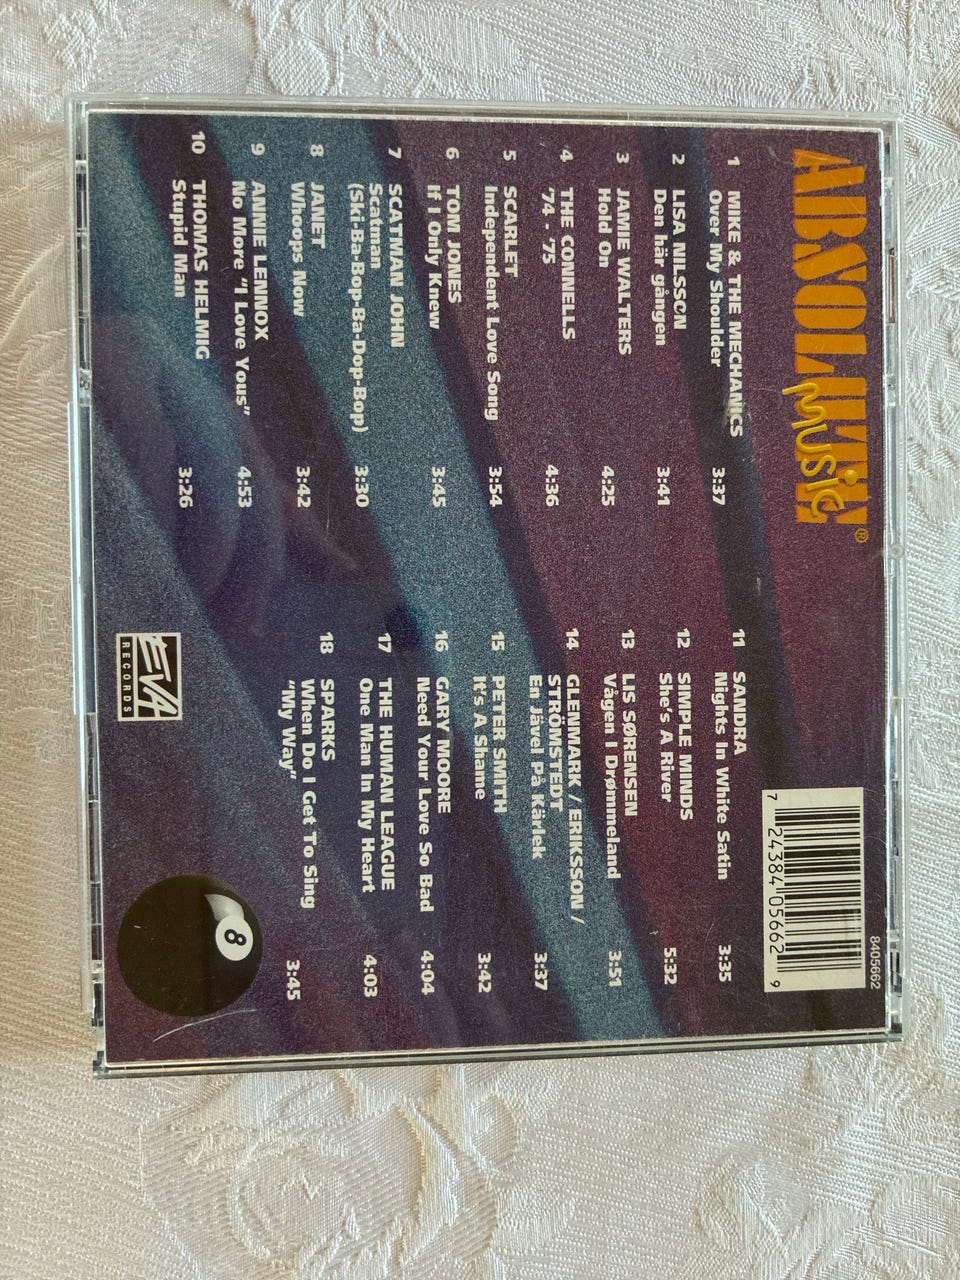 ABSOLUTE
music®
8405662
7 24384 05662 9
1 MIKE & THE MECHANICS
Over My Shoulder 3:37
2 LISA NILSSON
Den här gången 3:41
3 JAMIE WALTERS
Hold On 4:25
4 THE CONNELLS
'74 - '75 4:36
5 SCARLET
Independent Love Song 3:54
6 TOM JONES
If I Only Knew 3:45
7 SCATMAN JOHN
Scatman
(Ski-Ba-Bop-Ba-Dop-Bop) 3:30
8 JANET
Whoops Now 3:42
9 ANNIE LENNOX
No More "I Love Yous" 4:53
10 THOMAS HELMIG
Stupid Man 3:26
11 SANDRA
Nights In White Satin 3:35
12 SIMPLE MINDS
She's A River 5:32
13 LIS SØRENSEN
Vågen I Drømmeland 3:51
14 GLENMARK / ERIKSSON /
STRÖMSTEDT
En Jävel På Kärlek 3:37
15 PETER SMITH
It's A Shame 3:42
16 GARY MOORE
Need Your Love So Bad 4:04
17 THE HUMAN LEAGUE
One Man In My Heart 4:03
18 SPARKS
When Do I Get To Sing
"My Way" 3:45
EVA
RECORDS
8